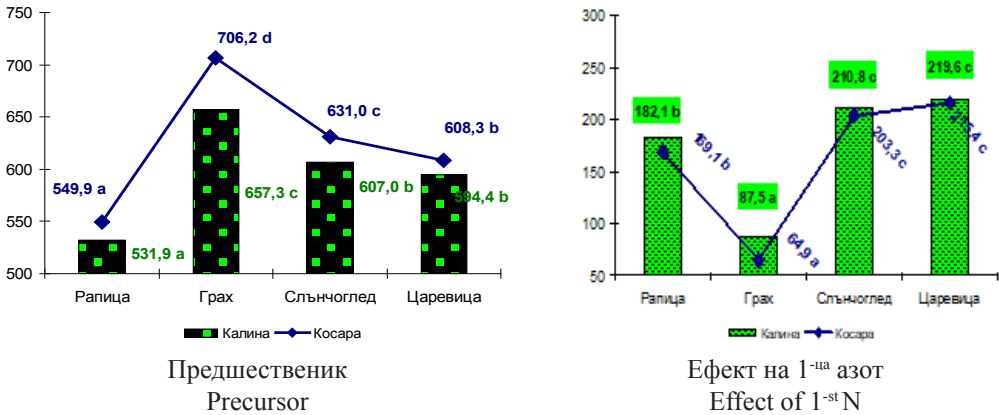 750
700
650
600
550
500
549,9 a
706,2 d
631,0 c
608,3 b
531,9 a
657,3 c
607,0 b
594,4 b
Рапица Грах Слънчоглед Царевица
Калина Косара
Предшественик
Precursor
300
250
200
150
100
50
182,1 b
87,5 a
210,8 c
219,6 c
169,1 b
64,9 a
203,3 c
215,4 c
Рапица Грах Слънчоглед Царевица
Калина Косара
Ефект на 1-ца азот
Effect of 1-st N